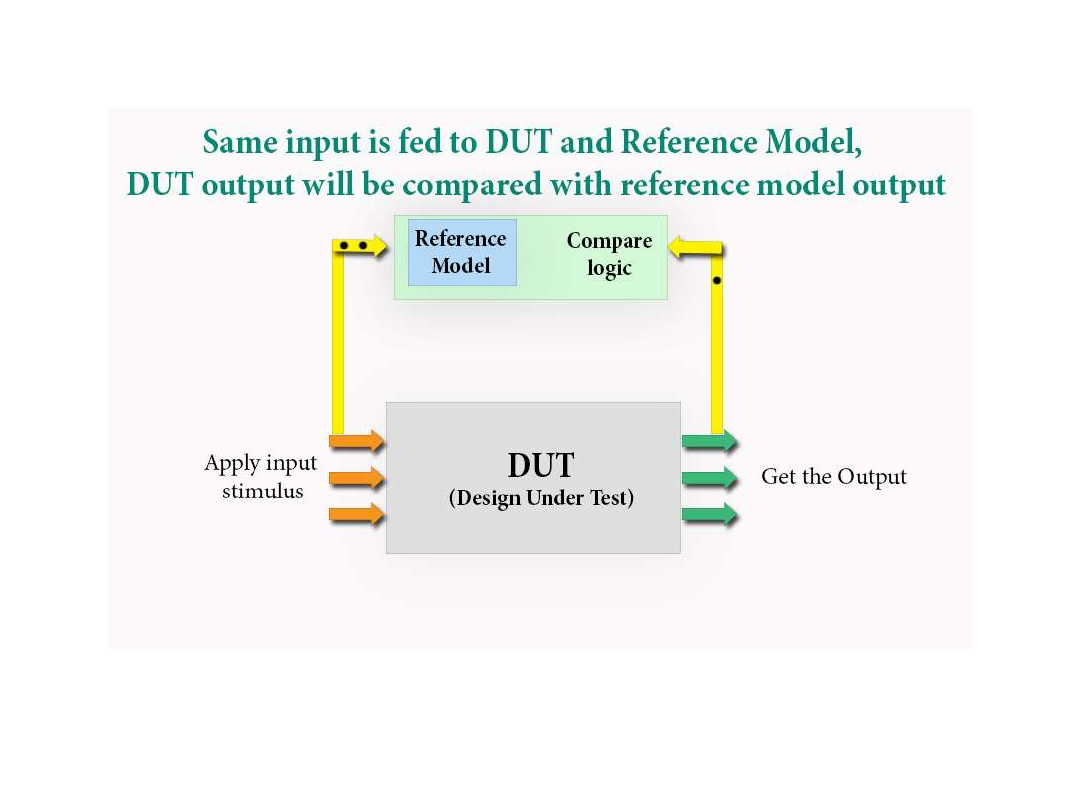 Same input is fed to DUT and Reference Model,
DUT output will be compared with reference model output
Reference
Model
Compare
logic
Apply input
stimulus
DUT
(Design Under Test)
Get the Output